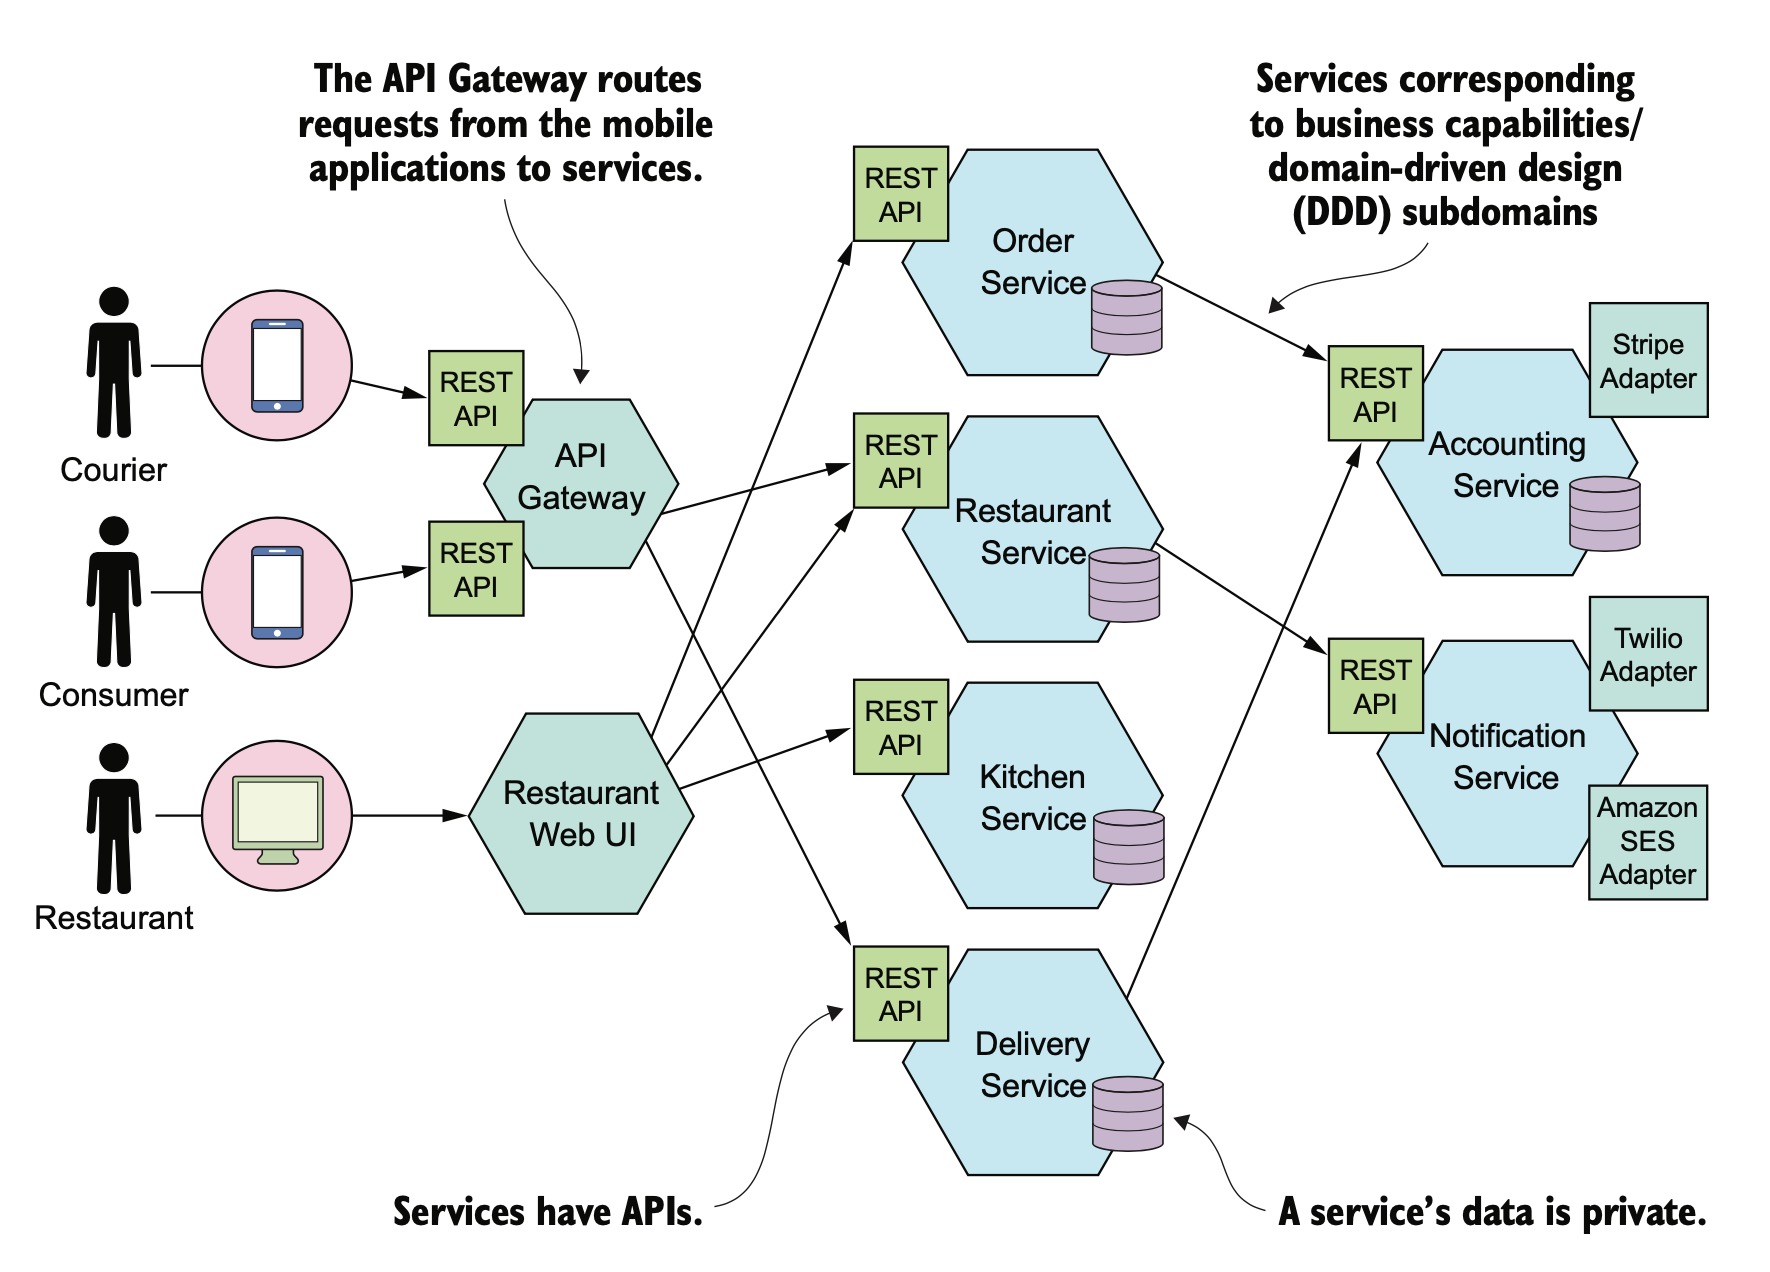 The API Gateway routes
requests from the mobile
applications to services.
Services corresponding
to business capabilities/
domain-driven design
(DDD) subdomains
REST
API
Order
Service
Courier
REST
API
API
Gateway
REST
API
Consumer
REST
API
Restaurant
Service
REST
API
Accounting
Service
Stripe
Adapter
Restaurant
Restaurant
Web UI
REST
API
Kitchen
Service
REST
API
Notification
Service
Twilio
Adapter
Amazon
SES
Adapter
REST
API
Delivery
Service
Services have APIs.
A service’s data is private.